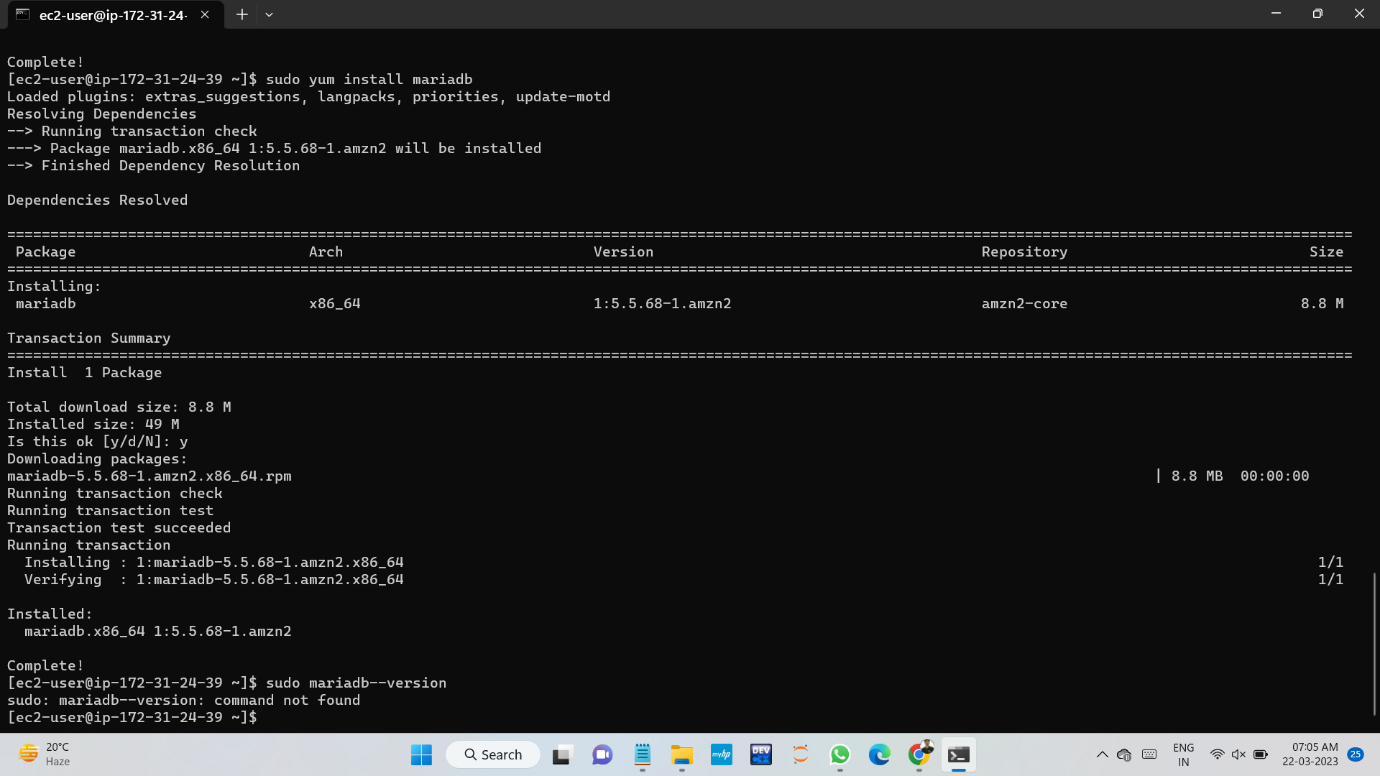 ec2-user@ip-172-31-24-
Complete!
[ec2-user@ip-172-31-24-39 ~]$ sudo yum install mariadb
Loaded plugins: extras_suggestions, langpacks, priorities, update-motd
Resolving Dependencies
--> Running transaction check
---> Package mariadb.x86_64 1:5.5.68-1.amzn2 will be installed
--> Finished Dependency Resolution
Dependencies Resolved
================================================================================
Package Arch Version Repository Size
================================================================================
Installing:
mariadb x86_64 1:5.5.68-1.amzn2 amzn2-core 8.8 M
Transaction Summary
================================================================================
Install 1 Package
Total download size: 8.8 M
Installed size: 49 M
Is this ok [y/d/N]: y
Downloading packages:
mariadb-5.5.68-1.amzn2.x86_64.rpm | 8.8 MB 00:00:00
Running transaction check
Running transaction test
Transaction test succeeded
Running transaction
Installing : 1:mariadb-5.5.68-1.amzn2.x86_64 1/1
Verifying : 1:mariadb-5.5.68-1.amzn2.x86_64 1/1
Installed:
mariadb.x86_64 1:5.5.68-1.amzn2
Complete!
[ec2-user@ip-172-31-24-39 ~]$ sudo mariadb--version
sudo: mariadb--version: command not found
[ec2-user@ip-172-31-24-39 ~]$
20°C
Haze
Search
myhp
DEV
ENG
IN
07:05 AM
22-03-2023
25